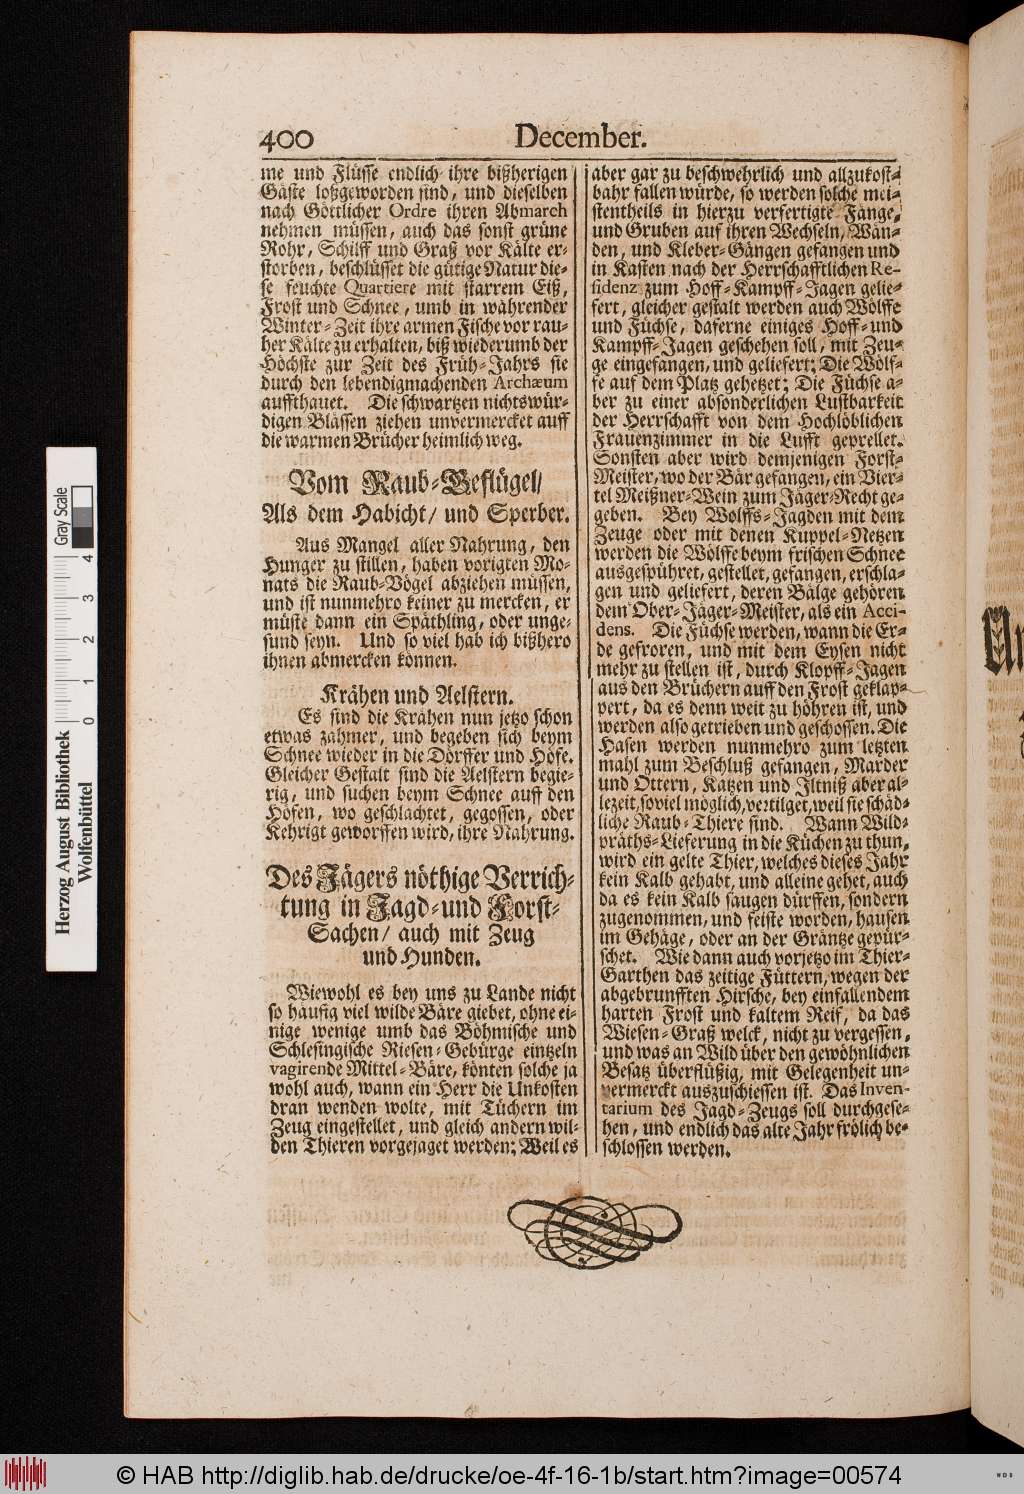 400
December.
me und Flüsse endlich ihre bißherigen
Gäste loßgeworden sind, und dieselben
nach Göttlicher Ordre ihren Abmarch
nehmen müssen, auch das sonst grüne
Rohr, Schilff und Graß vor Kälte er-
storben, beschlüsset die gütige Natur die-
se feuchte Quartiere mit starrem Eiß,
Frost und Schnee, umb in währender
Winter-Zeit ihre armen Fische vor rau-
her Kälte zu erhalten, biß wiederumb der
Höchste zur Zeit des Früh-Jahrs sie
durch den lebendigmachenden Archæum
auffthauet. Die schwartzen nichtswür-
digen Blässen ziehen unvermercket auff
die warmen Brücher heimlich weg.
Vom Raub-Geflügel/
Als dem Habicht/ und Sperber.
Aus Mangel aller Nahrung, den
Hunger zu stillen, haben vorigten Mo-
nats die Raub-Vögel abziehen müssen,
und ist nunmehro keiner zu mercken, er
müste dann ein Späthling, oder unge-
sund seyn. Und so viel hab ich bißhero
ihnen abmercken können.
Krähen und Aelstern.
Es sind die Krähen nun jetzo schon
etwas zahmer, und begeben sich beym
Schnee wieder in die Dörffer und Höfe.
Gleicher Gestalt sind die Aelstern begie-
rig, und suchen beym Schnee auff den
Höfen, wo geschlachtet, gegossen, oder
Kehrigt geworffen wird, ihre Nahrung.
Des Jägers nöthige Verrich-
tung in Jagd-und Forst-
Sachen/ auch mit Zeug
und Hunden.
Wiewohl es bey uns zu Lande nicht
so häufig viel wilde Bäre giebet, ohne ei-
nige wenige umb das Böhmische und
Schlesingische Riesen-Gebürge eintzeln
vagirende Mittel-Bäre, könten solche ja
wohl auch, wann ein Herr die Unkosten
dran wenden wolte, mit Tüchern im
Zeug eingestellet, und gleich andern wil-
den Thieren vorgejaget werden; Weil es
aber gar zu beschwehrlich und allzukost-
bahr fallen würde, so werden solche mei-
stentheils in hierzu verfertigte Fänge,
und Gruben auf ihren Wechseln, Wän-
den, und Kleber-Gängen gefangen und
in Kasten nach der Herrschafftlichen Re-
sidenz zum Hoff-Kampff-Jagen gelie-
fert, gleicher gestalt werden auch Wölffe
und Füchse, daferne einiges Hoff-und
Kampff-Jagen geschehen soll, mit Zeu-
ge eingefangen, und geliefert; Die Wölf-
fe auf dem Platz gehetzet; Die Füchse a-
ber zu einer absonderlichen Lustbarkeit
der Herrschafft von dem Hochlöblichen
Frauenzimmer in die Lufft geprellet.
Sonsten aber wird demjenigen Forst-
Meister, wo der Bär gefangen, ein Vier-
tel Meißner-Wein zum Jäger-Recht ge-
geben. Bey Wolffs-Jagden mit dem
Zeuge oder mit denen Kuppel-Netzen
werden die Wölffe beym frischen Schnee
ausgespühret, gestellet, gefangen, erschla-
gen und geliefert, deren Bälge gehören
dem Ober-Jäger-Meister, als ein Acci-
dens. Die Füchse werden, wann die Er-
de gefroren, und mit dem Eysen nicht
mehr zu stellen ist, durch Klopff-Jagen
aus den Brüchern auff den Frost geklap-
pert, da es denn weit zu höhren ist, und
werden also getrieben und geschossen. Die
Hasen werden nunmehro zum letzten
mahl zum Beschluß gefangen, Marder
und Ottern, Katzen und Iltniß aber al-
lezeit, soviel möglich, vertilget, weil sie schäd-
liche Raub-Thiere sind. Wann Wild-
präths-Lieferung in die Küchen zu thun,
wird ein gelte Thier, welches dieses Jahr
kein Kalb gehabt, und alleine gehet, auch
da es kein Kalb saugen dürffen, sondern
zugenommen, und feiste worden, haussen
im Gehäge, oder an der Gräntze gepür-
schet. Wie dann auch vorjetzo im Thier-
Garthen das zeitige Füttern, wegen der
abgebrunfften Hirsche, bey einfallendem
harten Frost und kaltem Reif, da das
Wiesen-Graß welck, nicht zu vergessen,
und was an Wild über den gewöhnlichen
Besatz überflüßig, mit Gelegenheit un-
vermerckt auszuschiessen ist. Das Inven-
tarium des Jagd-Zeugs soll durchgese-
hen, und endlich das alte Jahr frölich be-
schlossen werden.
Herzog August Bibliothek
Wolfenbüttel
0 1 2 3 4
Gray Scale
© HAB http://diglib.hab.de/drucke/oe-4f-16-1b/start.htm?image=00574